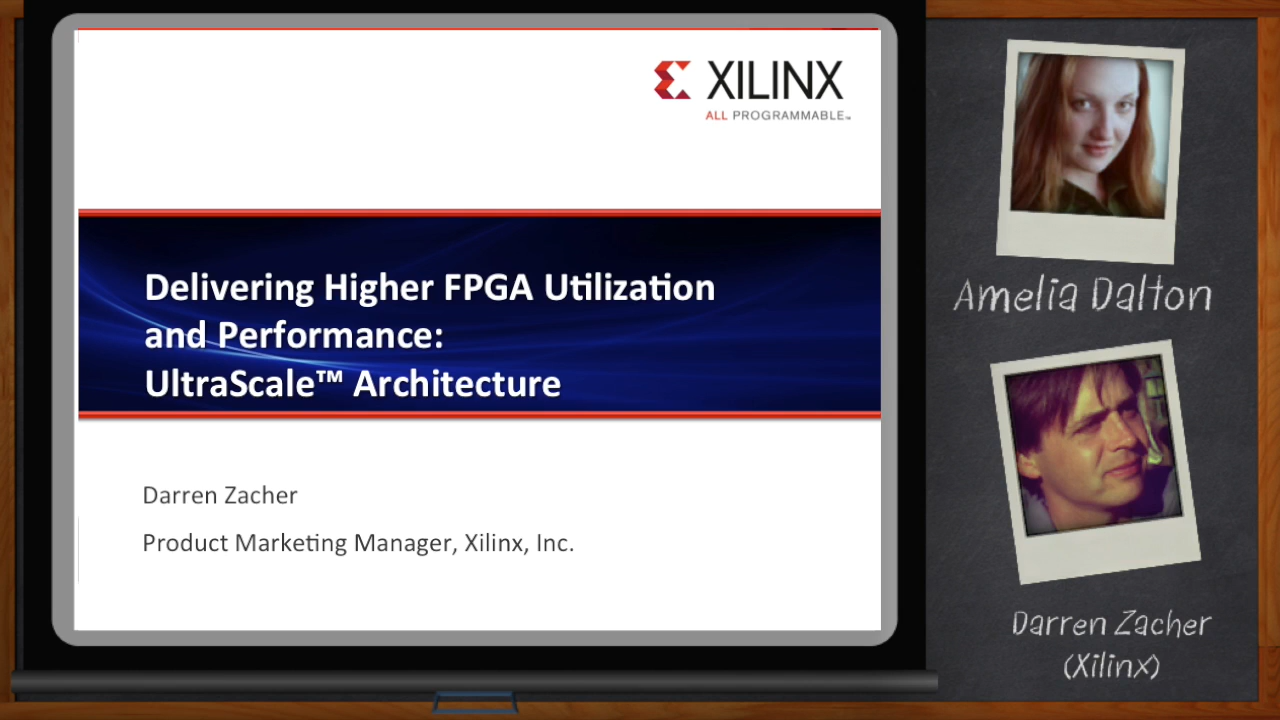 XILINX
ALL PROGRAMMABLE™
Delivering Higher FPGA Utilization
and Performance:
UltraScale™ Architecture
Darren Zacher
Product Marketing Manager, Xilinx, Inc.
Amelia Dalton
Darren Zacher
(Xilinx)